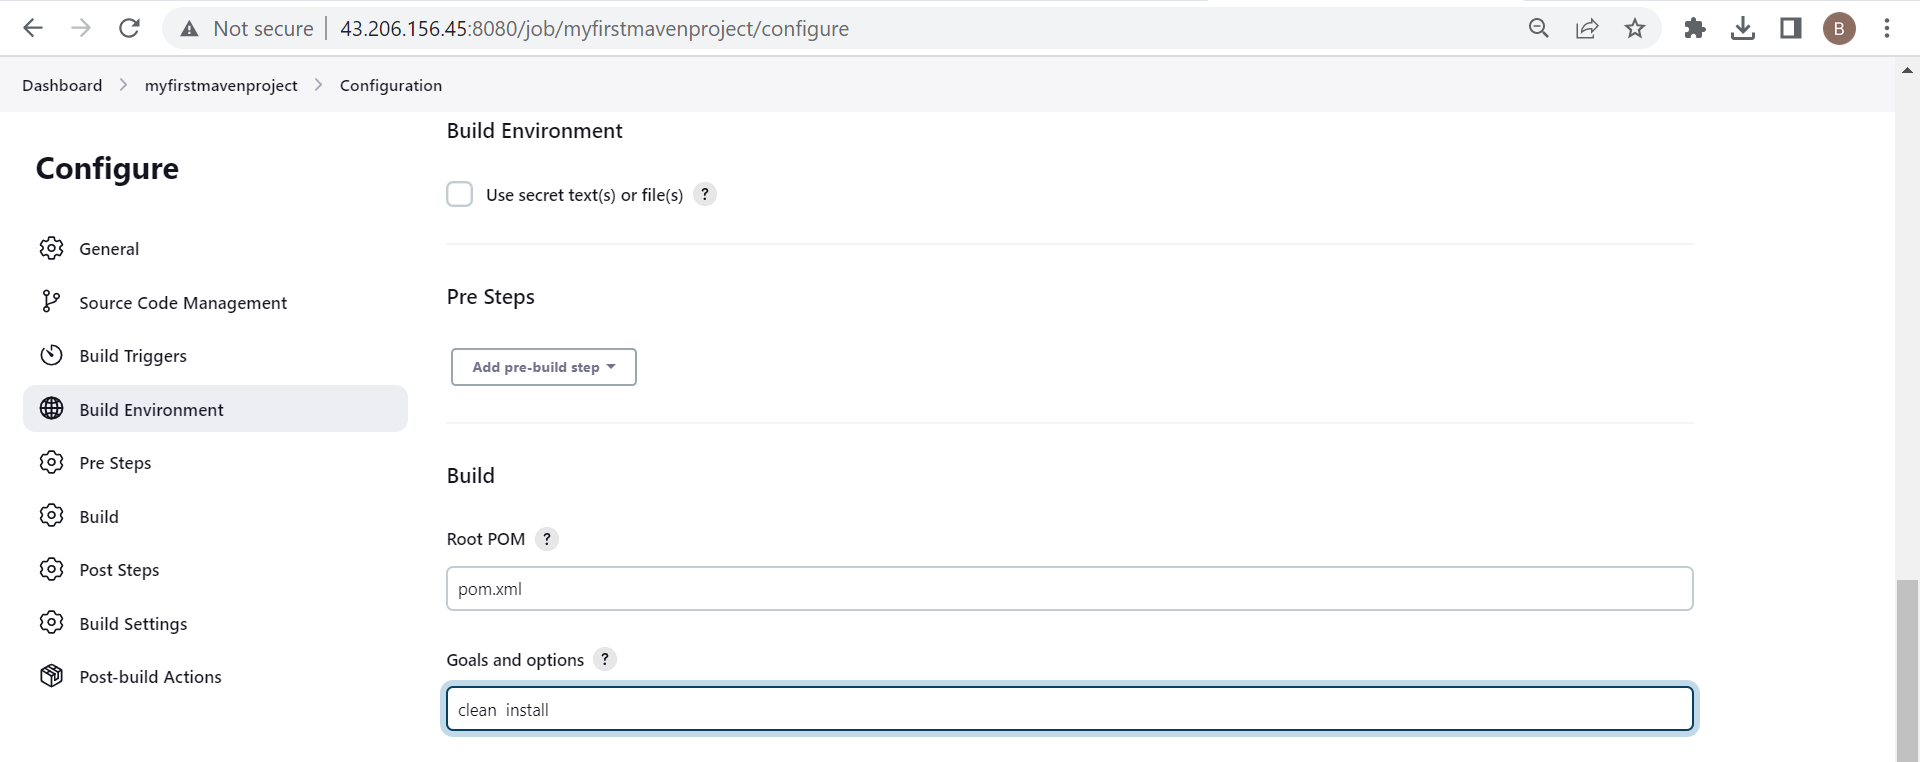 Not secure | 43.206.156.45:8080/job/myfirstmavenproject/configure
B
Dashboard > myfirstmavenproject > Configuration
Configure
General
Source Code Management
Build Triggers
Build Environment
Pre Steps
Build
Post Steps
Build Settings
Post-build Actions
Build Environment
Use secret text(s) or file(s) ?
Pre Steps
Add pre-build step
Build
Root POM ?
pom.xml
Goals and options ?
clean  install